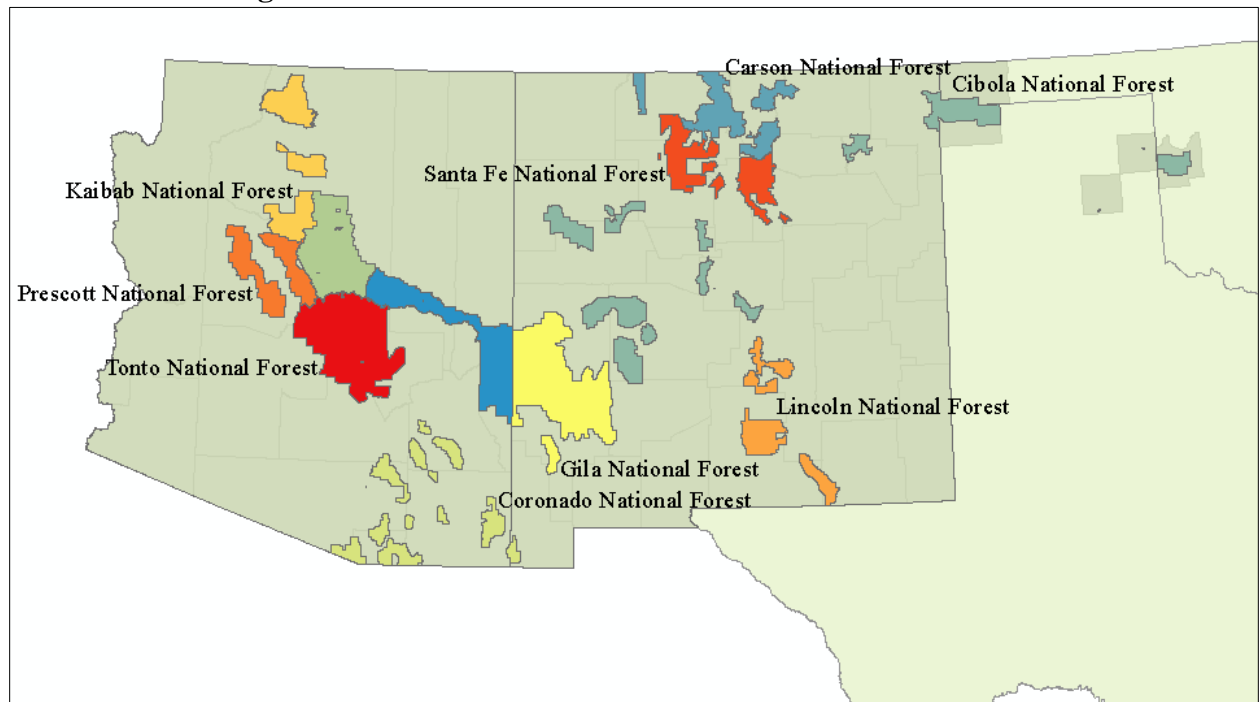 Carson National Forest
Cibola National Forest
Santa Fe National Forest
Kaibab National Forest
Prescott National Forest
Tonto National Forest
Lincoln National Forest
Gila National Forest
Coronado National Forest